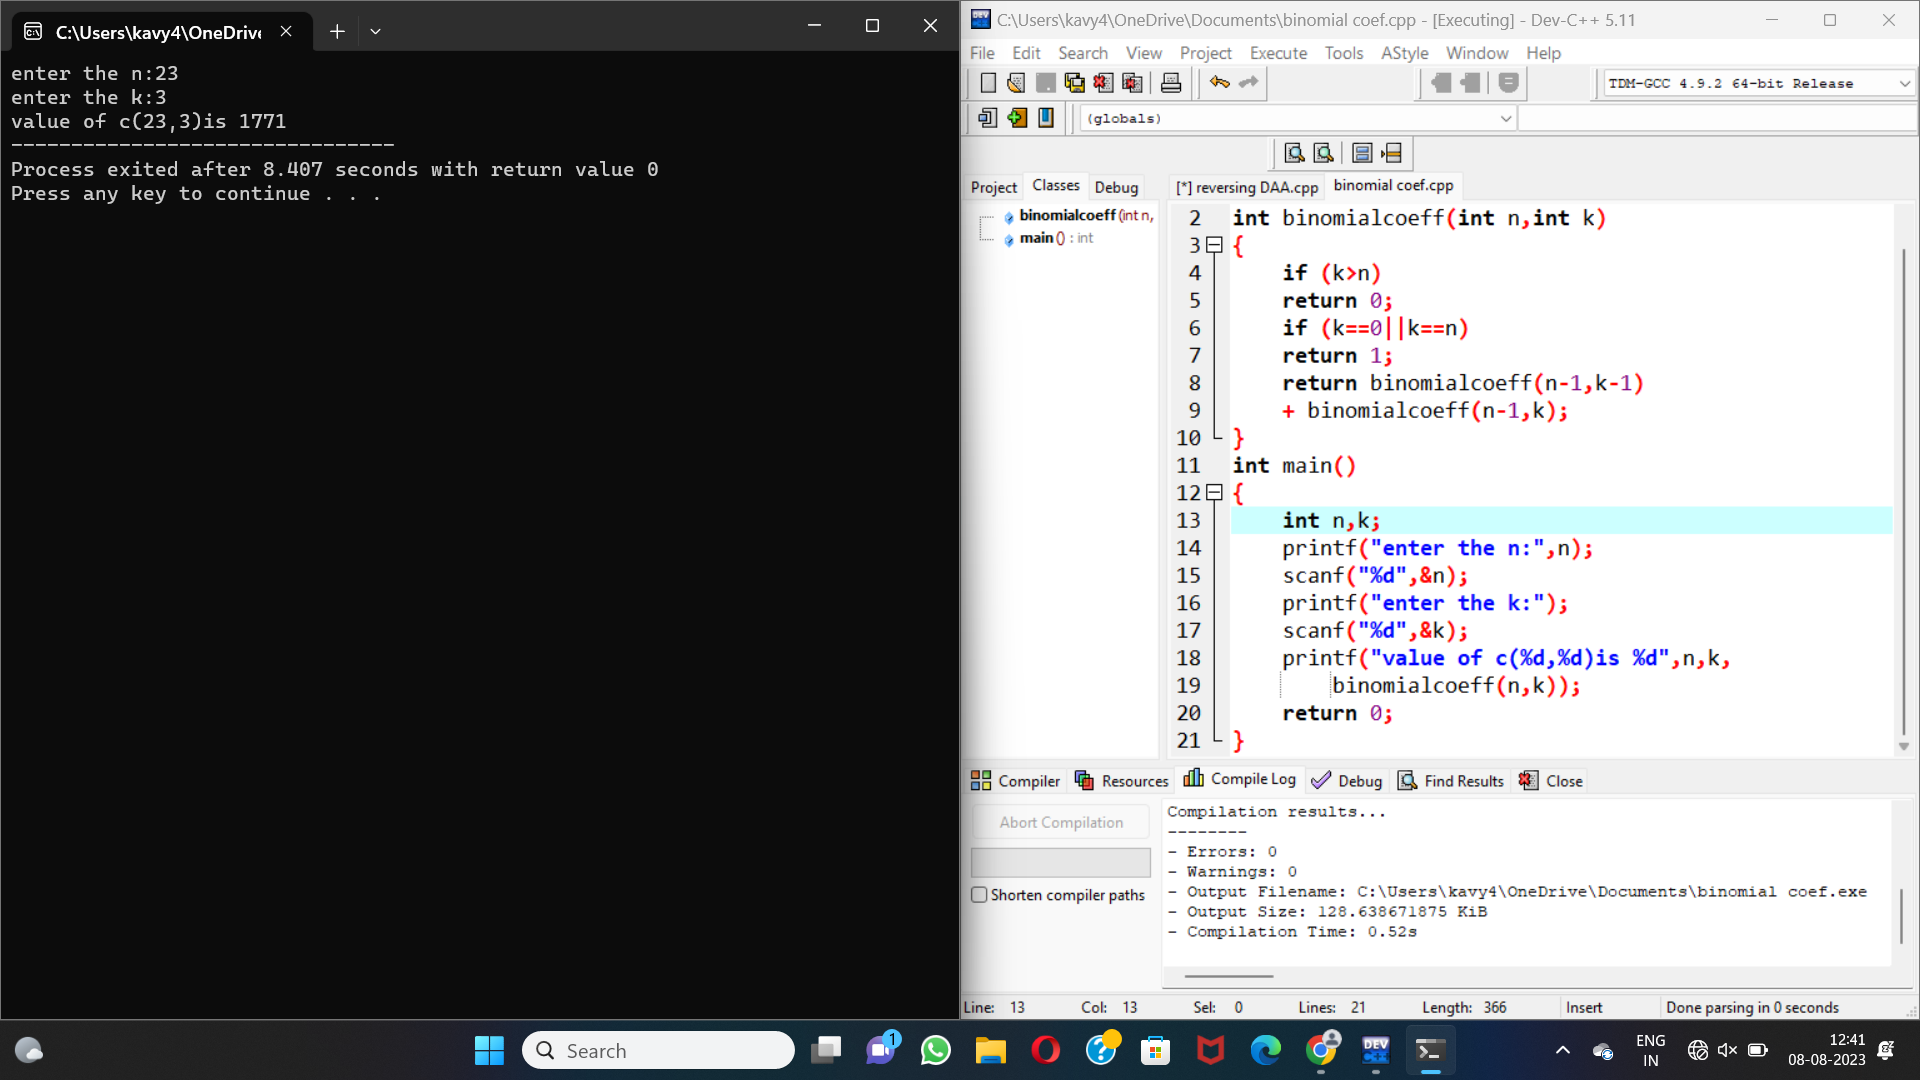 C:\Users\kavy4\OneDrive
enter the n:23
enter the k:3
value of c(23,3)is 1771
--------------------------------
Process exited after 8.407 seconds with return value 0
Press any key to continue . . .
C:\Users\kavy4\OneDrive\Documents\binomial coef.cpp - [Executing] - Dev-C++ 5.11
File Edit Search View Project Execute Tools AStyle Window Help
TDM-GCC 4.9.2 64-bit Release
(globals)
Project Classes Debug
[*] reversing DAA.cpp binomial coef.cpp
binomialcoeff (int n,
main () : int
2 int binomialcoeff(int n,int k)
3 {
4 if (k>n)
5 return 0;
6 if (k==0||k==n)
7 return 1;
8 return binomialcoeff(n-1,k-1)
9 + binomialcoeff(n-1,k);
10 }
11 int main()
12 {
13 int n,k;
14 printf("enter the n:",n);
15 scanf("%d",&n);
16 printf("enter the k:");
17 scanf("%d",&k);
18 printf("value of c(%d,%d)is %d",n,k,
19 binomialcoeff(n,k));
20 return 0;
21 }
Compiler Resources Compile Log Debug Find Results Close
Abort Compilation
Shorten compiler paths
Compilation results...
--------
- Errors: 0
- Warnings: 0
- Output Filename: C:\Users\kavy4\OneDrive\Documents\binomial coef.exe
- Output Size: 128.638671875 KiB
- Compilation Time: 0.52s
Line: 13 Col: 13 Sel: 0 Lines: 21 Length: 366 Insert Done parsing in 0 seconds
Search
1
DEV
C++
ENG
IN
12:41
08-08-2023